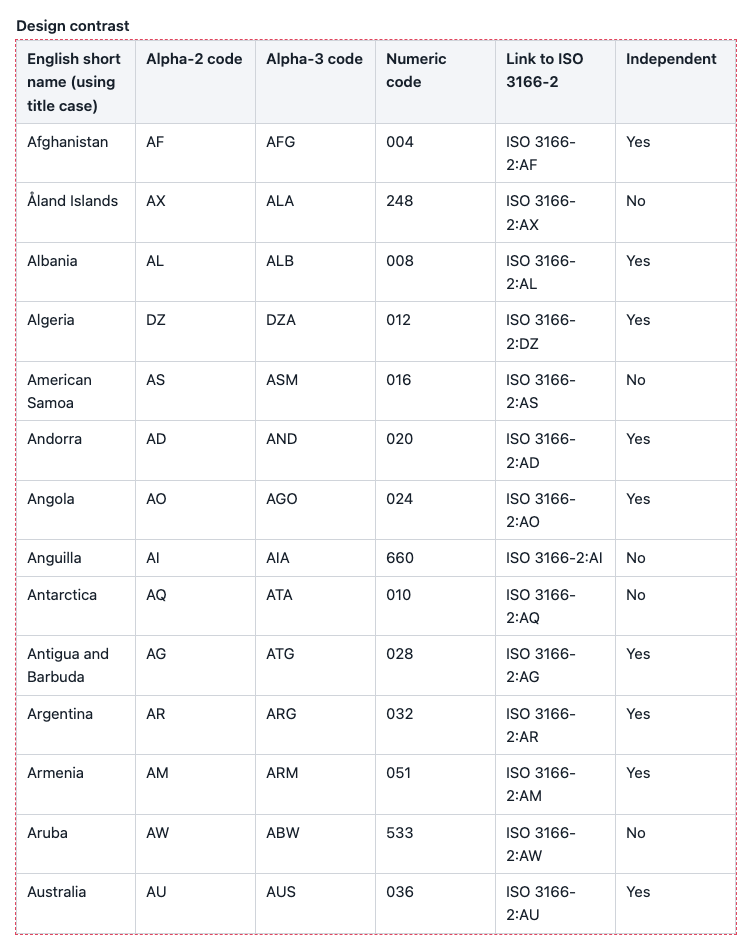 Design contrast
English short name (using title case) Alpha-2 code Alpha-3 code Numeric code Link to ISO 3166-2 Independent
Afghanistan AF AFG 004 ISO 3166-2:AF Yes
Åland Islands AX ALA 248 ISO 3166-2:AX No
Albania AL ALB 008 ISO 3166-2:AL Yes
Algeria DZ DZA 012 ISO 3166-2:DZ Yes
American Samoa AS ASM 016 ISO 3166-2:AS No
Andorra AD AND 020 ISO 3166-2:AD Yes
Angola AO AGO 024 ISO 3166-2:AO Yes
Anguilla AI AIA 660 ISO 3166-2:AI No
Antarctica AQ ATA 010 ISO 3166-2:AQ No
Antigua and Barbuda AG ATG 028 ISO 3166-2:AG Yes
Argentina AR ARG 032 ISO 3166-2:AR Yes
Armenia AM ARM 051 ISO 3166-2:AM Yes
Aruba AW ABW 533 ISO 3166-2:AW No
Australia AU AUS 036 ISO 3166-2:AU Yes